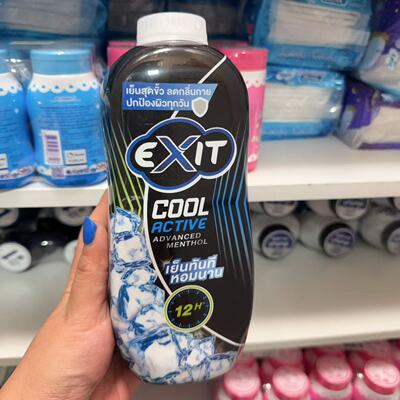 เย็นสุดขั้ว ลดกลิ่นกาย
ปกป้องผิวทุกวัน
EXIT
COOL
ACTIVE
ADVANCED
MENTHOL
เย็นทันที
หอมนาน
12H